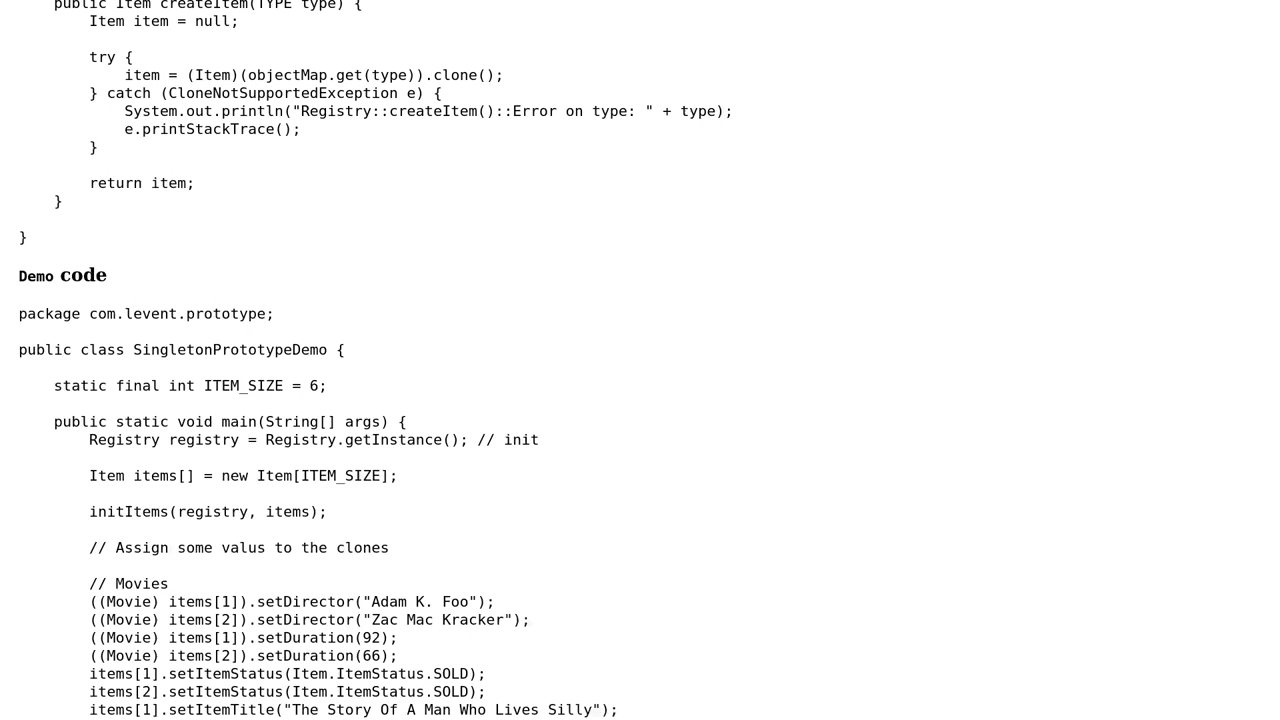 public Item createItem(TYPE type) {
        Item item = null;

        try {
            item = (Item)(objectMap.get(type)).clone();
        } catch (CloneNotSupportedException e) {
            System.out.println("Registry::createItem()::Error on type: " + type);
            e.printStackTrace();
        }

        return item;
    }

}

Demo code

package com.levent.prototype;

public class SingletonPrototypeDemo {

    static final int ITEM_SIZE = 6;

    public static void main(String[] args) {
        Registry registry = Registry.getInstance(); // init

        Item items[] = new Item[ITEM_SIZE];

        initItems(registry, items);

        // Assign some valus to the clones

        // Movies
        ((Movie) items[1]).setDirector("Adam K. Foo");
        ((Movie) items[2]).setDirector("Zac Mac Kracker");
        ((Movie) items[1]).setDuration(92);
        ((Movie) items[2]).setDuration(66);
        items[1].setItemStatus(Item.ItemStatus.SOLD);
        items[2].setItemStatus(Item.ItemStatus.SOLD);
        items[1].setItemTitle("The Story Of A Man Who Lives Silly");